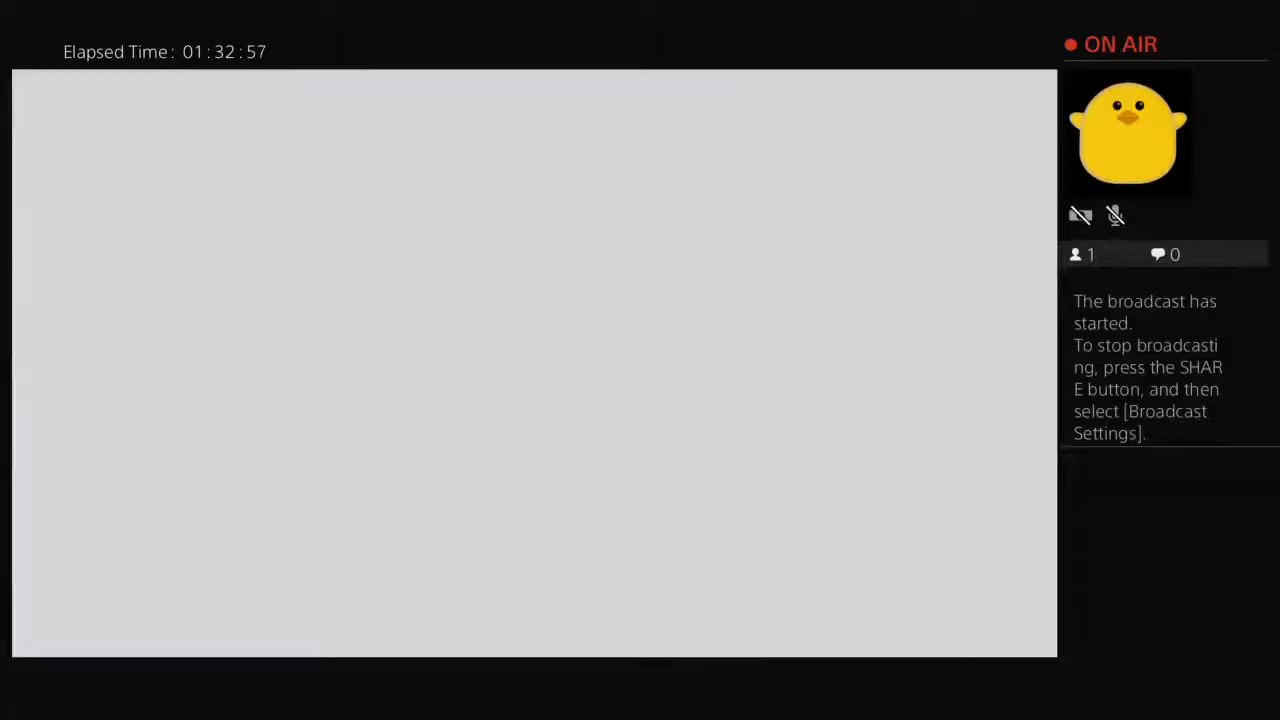 Elapsed Time: 01:32:57
ON AIR
1 0
The broadcast has
started.
To stop broadcasti
ng, press the SHAR
E button, and then
select [Broadcast
Settings].